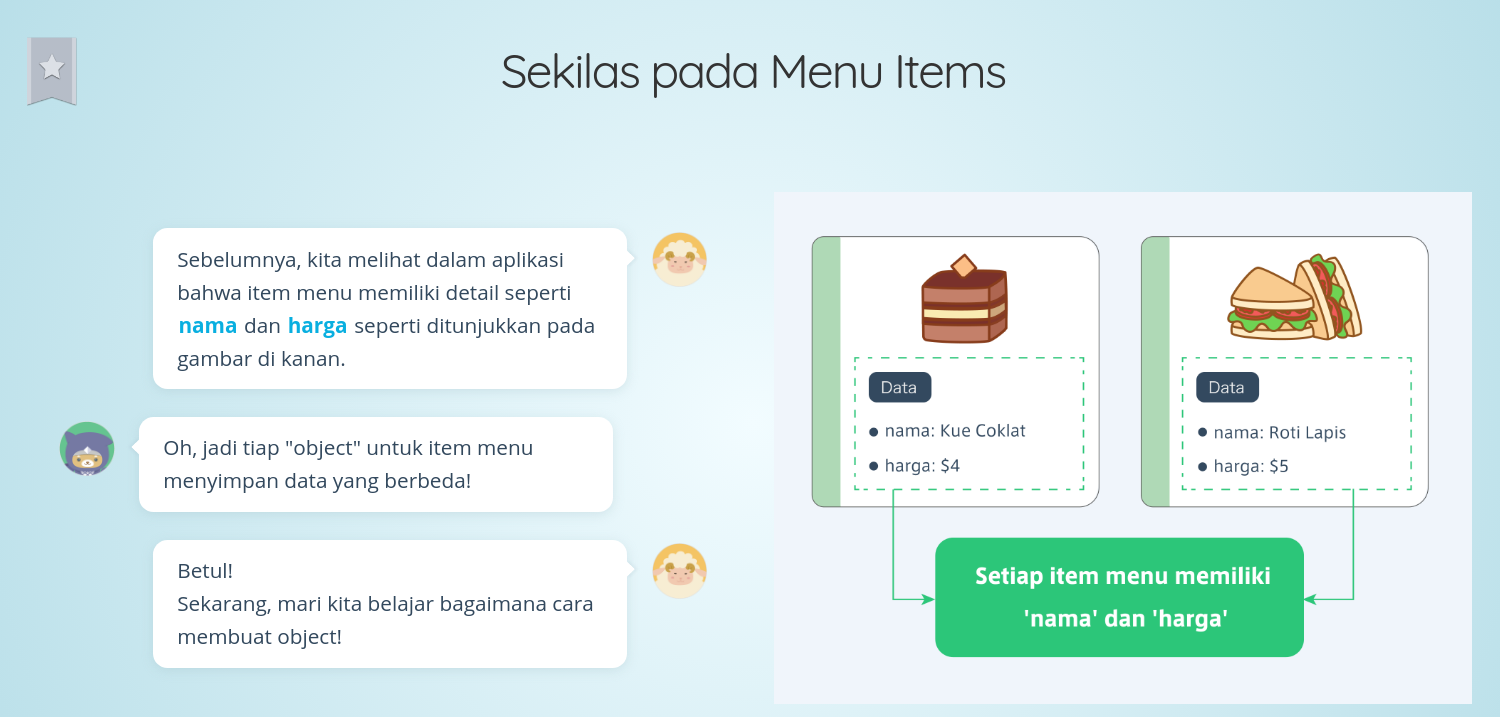 Sekilas pada Menu Items
Sebelumnya, kita melihat dalam aplikasi
bahwa item menu memiliki detail seperti
nama dan harga seperti ditunjukkan pada
gambar di kanan.
Oh, jadi tiap "object" untuk item menu
menyimpan data yang berbeda!
Betul!
Sekarang, mari kita belajar bagaimana cara
membuat object!
Data
● nama: Kue Coklat
● harga: $4
Data
● nama: Roti Lapis
● harga: $5
Setiap item menu memiliki
'nama' dan 'harga'